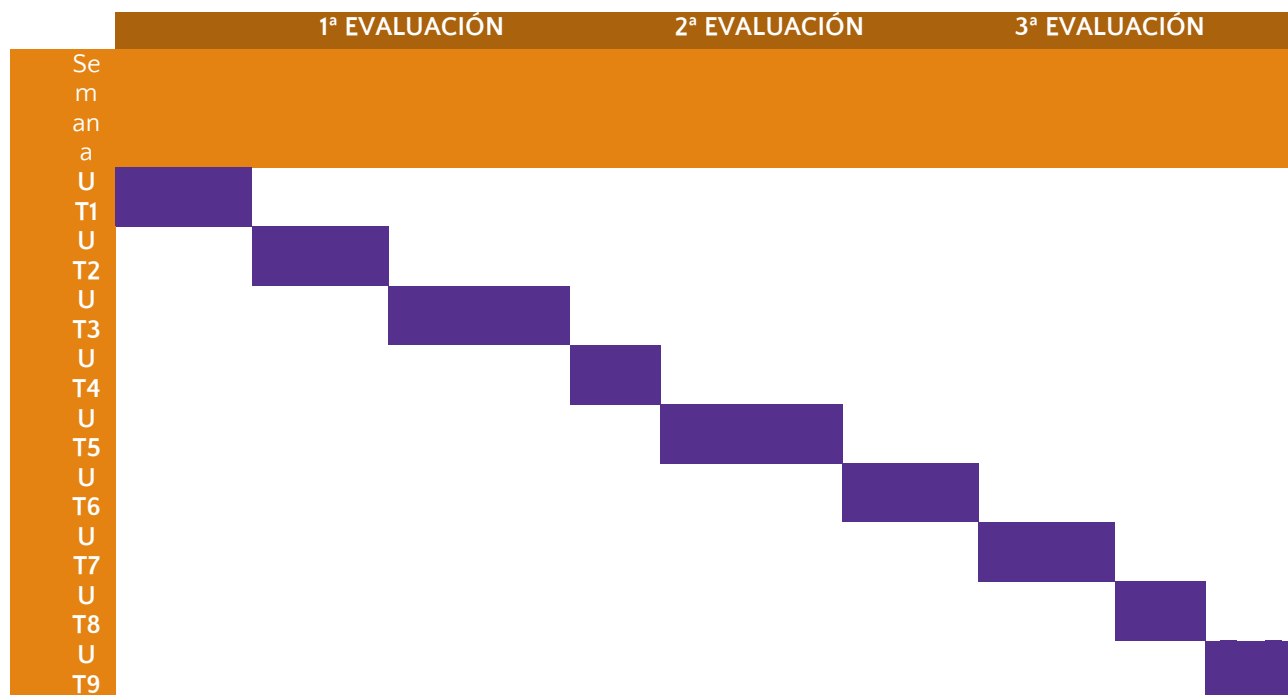 1ª EVALUACIÓN 2ª EVALUACIÓN 3ª EVALUACIÓN
Se
m
an
a
U
T1
U
T2
U
T3
U
T4
U
T5
U
T6
U
T7
U
T8
U
T9